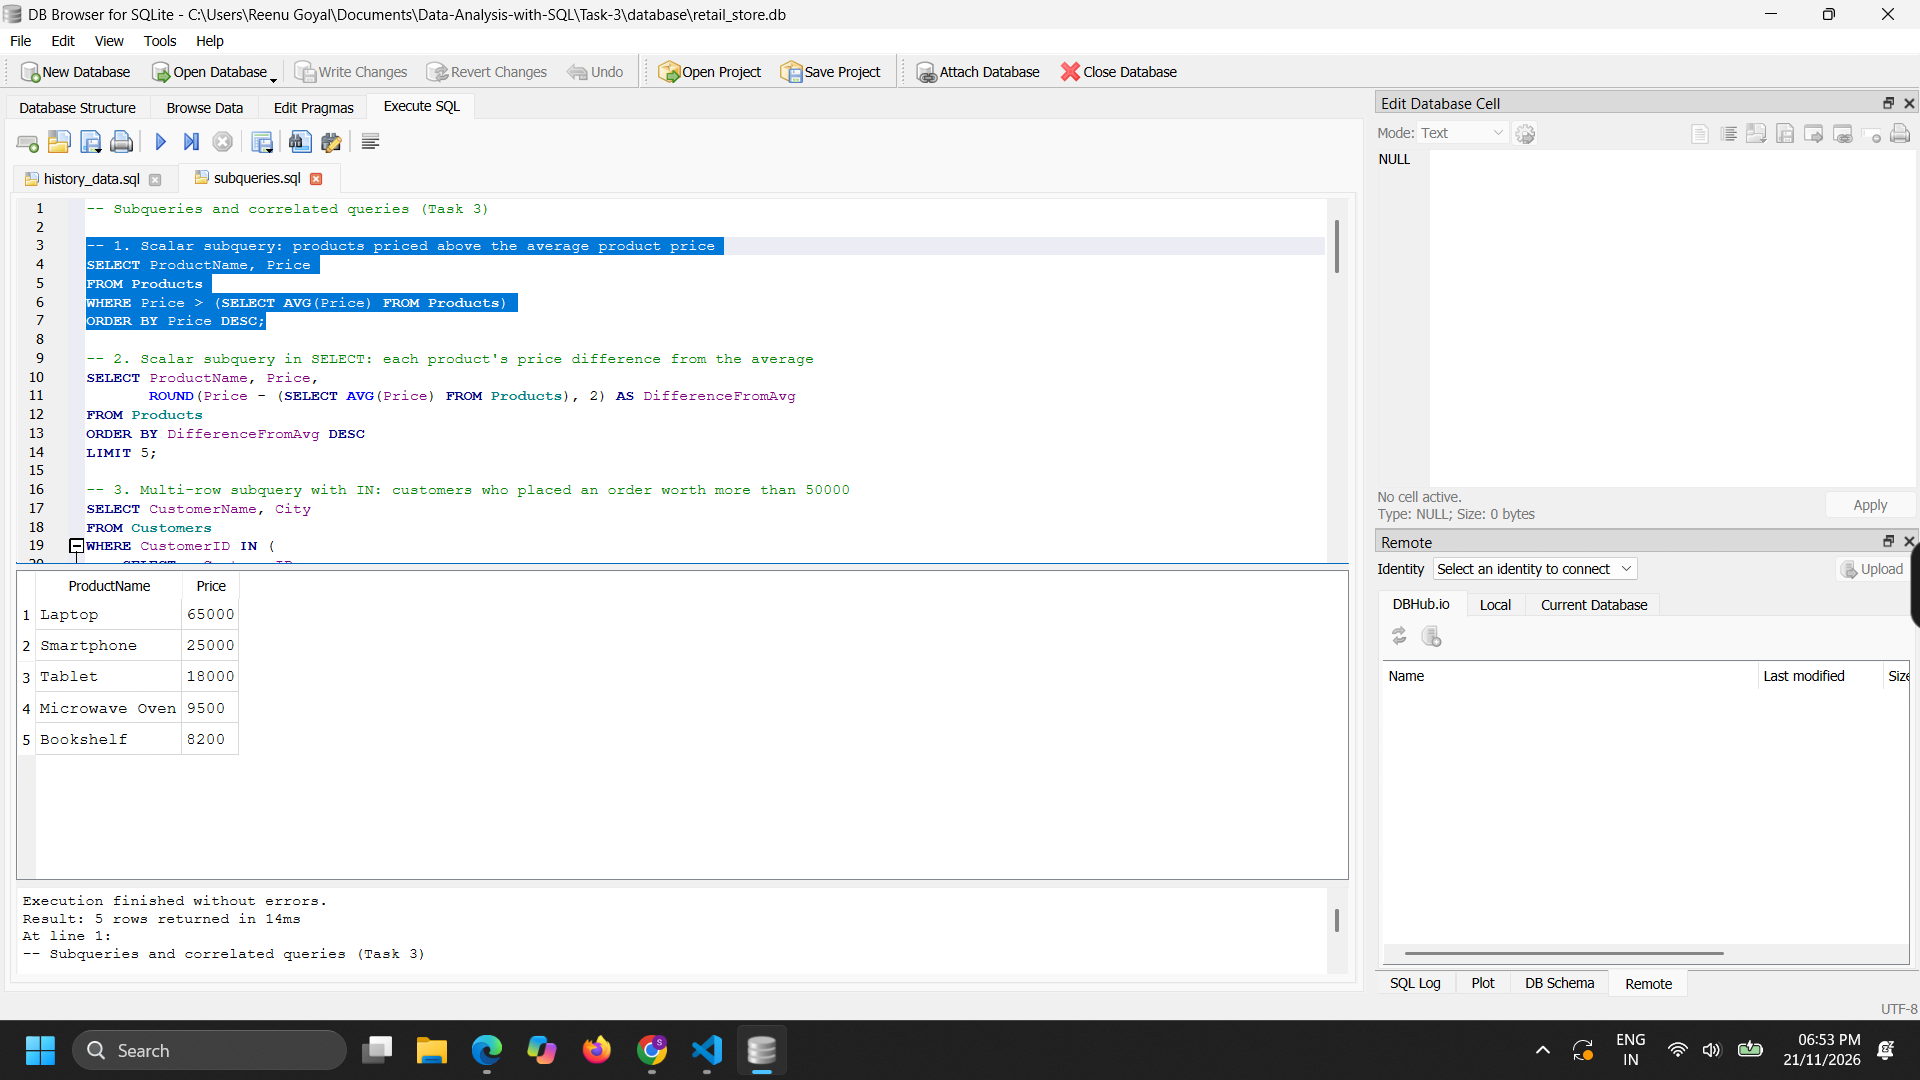 DB Browser for SQLite - C:\Users\Reenu Goyal\Documents\Data-Analysis-with-SQL\Task-3\database\retail_store.db
File Edit View Tools Help
New Database Open Database Write Changes Revert Changes Undo Open Project Save Project Attach Database Close Database
Database Structure Browse Data Edit Pragmas Execute SQL
history_data.sql subqueries.sql
1 -- Subqueries and correlated queries (Task 3)
2
3 -- 1. Scalar subquery: products priced above the average product price
4 SELECT ProductName, Price
5 FROM Products
6 WHERE Price > (SELECT AVG(Price) FROM Products)
7 ORDER BY Price DESC;
8
9 -- 2. Scalar subquery in SELECT: each product's price difference from the average
10 SELECT ProductName, Price,
11 ROUND(Price - (SELECT AVG(Price) FROM Products), 2) AS DifferenceFromAvg
12 FROM Products
13 ORDER BY DifferenceFromAvg DESC
14 LIMIT 5;
15
16 -- 3. Multi-row subquery with IN: customers who placed an order worth more than 50000
17 SELECT CustomerName, City
18 FROM Customers
19 WHERE CustomerID IN (
ProductName Price
1 Laptop 65000
2 Smartphone 25000
3 Tablet 18000
4 Microwave Oven 9500
5 Bookshelf 8200
Execution finished without errors.
Result: 5 rows returned in 14ms
At line 1:
-- Subqueries and correlated queries (Task 3)
Edit Database Cell
Mode: Text
NULL
No cell active.
Type: NULL; Size: 0 bytes
Apply
Remote
Identity Select an identity to connect Upload
DBHub.io Local Current Database
Name Last modified Size
SQL Log Plot DB Schema Remote
UTF-8
Search
ENG
IN
06:53 PM
21/11/2026